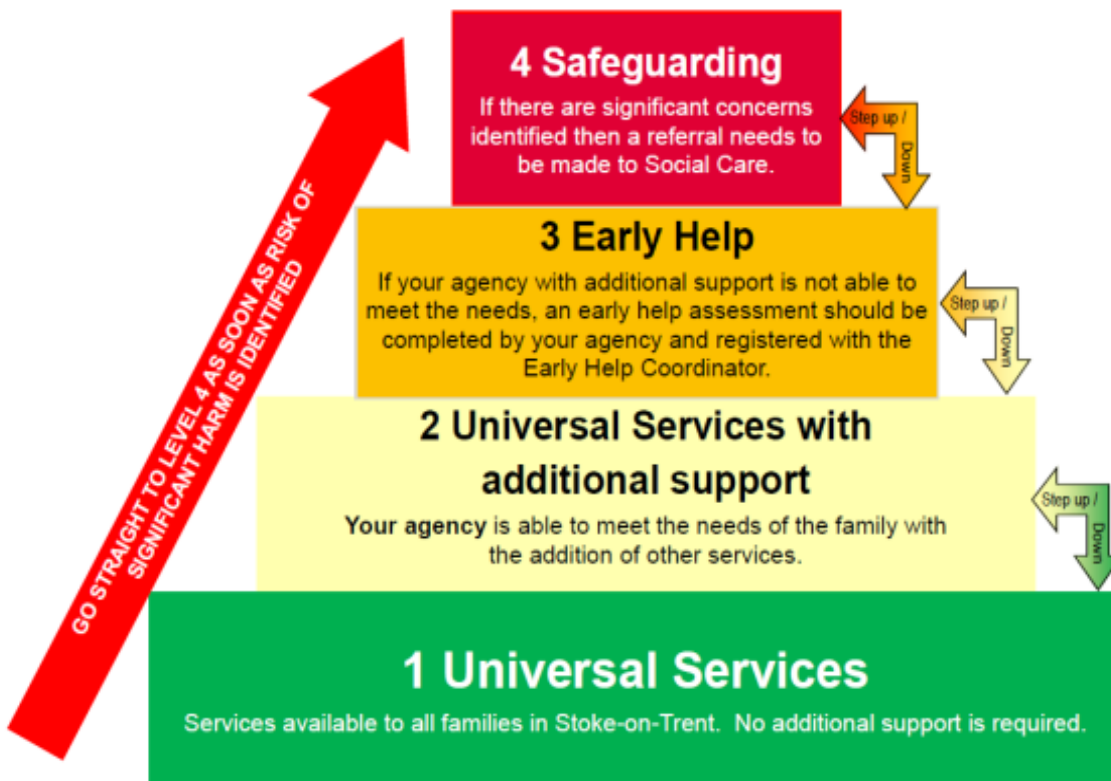 4 Safeguarding
If there are significant concerns
identified then a referral needs to
be made to Social Care.
Step up /
Down
3 Early Help
If your agency with additional support is not able to
meet the needs, an early help assessment should be
completed by your agency and registered with the
Early Help Coordinator.
Step up /
Down
2 Universal Services with
additional support
Your agency is able to meet the needs of the family with
the addition of other services.
Step up /
Down
1 Universal Services
Services available to all families in Stoke-on-Trent.  No additional support is required.
GO STRAIGHT TO LEVEL 4 AS SOON AS RISK OF
SIGNIFICANT HARM IS IDENTIFIED